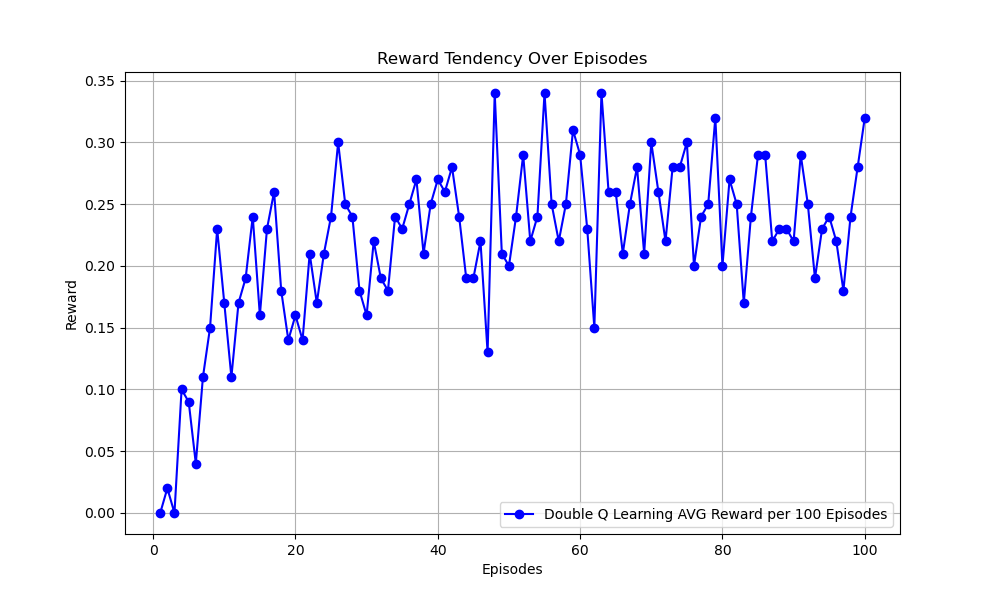 Reward Tendency Over Episodes
Reward
0.35
0.30
0.25
0.20
0.15
0.10
0.05
0.00
Double Q Learning AVG Reward per 100 Episodes
0 20 40 60 80 100
Episodes